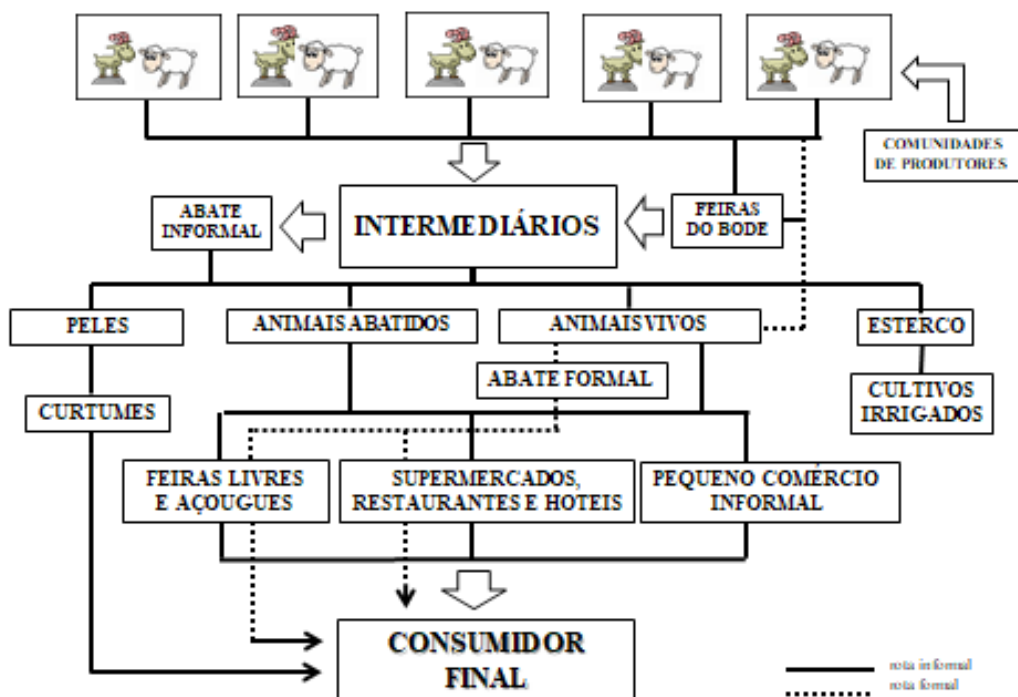 COMUNIDADES
DE PRODUTORES
ABATE
INFORMAL
INTERMEDIÁRIOS
FEIRAS
DO BODE
PELES
ANIMAIS ABATIDOS
ANIMAIS VIVOS
ESTERCO
ABATE FORMAL
CURTUMES
CULTIVOS
IRRIGADOS
FEIRAS LIVRES
E AÇOUGUES
SUPERMERCADOS,
RESTAURANTES E HOTEIS
PEQUENO COMÉRCIO
INFORMAL
CONSUMIDOR
FINAL
rota informal
rota formal